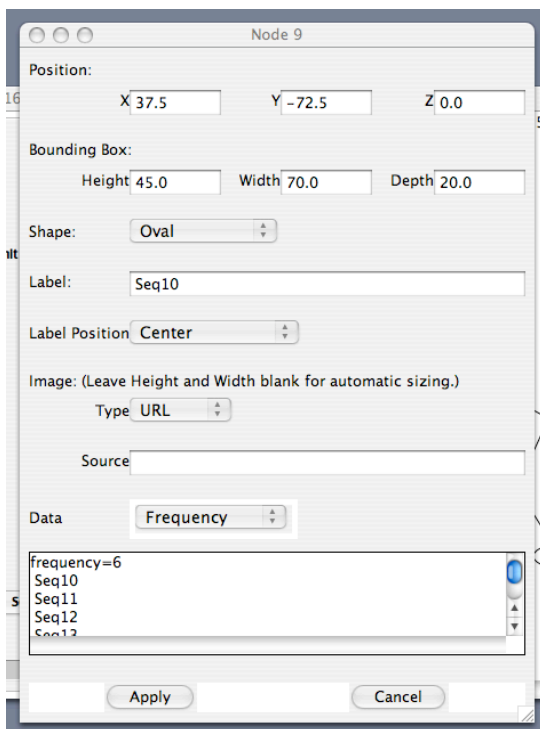 Node 9
Position:
X 37.5 Y -72.5 Z 0.0
Bounding Box:
Height 45.0 Width 70.0 Depth 20.0
Shape: Oval
Label: Seq10
Label Position Center
Image: (Leave Height and Width blank for automatic sizing.)
Type URL
Source
Data Frequency
frequency=6
Seq10
Seq11
Seq12
Seq13
Apply Cancel